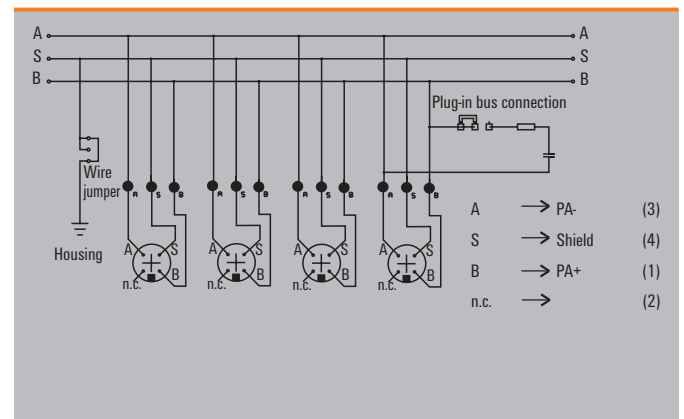 A A
S S
B B
Plug-in bus connection
Wire
jumper
A S B A S B A S B A S B
Housing
A S A S A S A S
B B B B
n.c. n.c. n.c. n.c.
A → PA- (3)
S → Shield (4)
B → PA+ (1)
n.c. → (2)